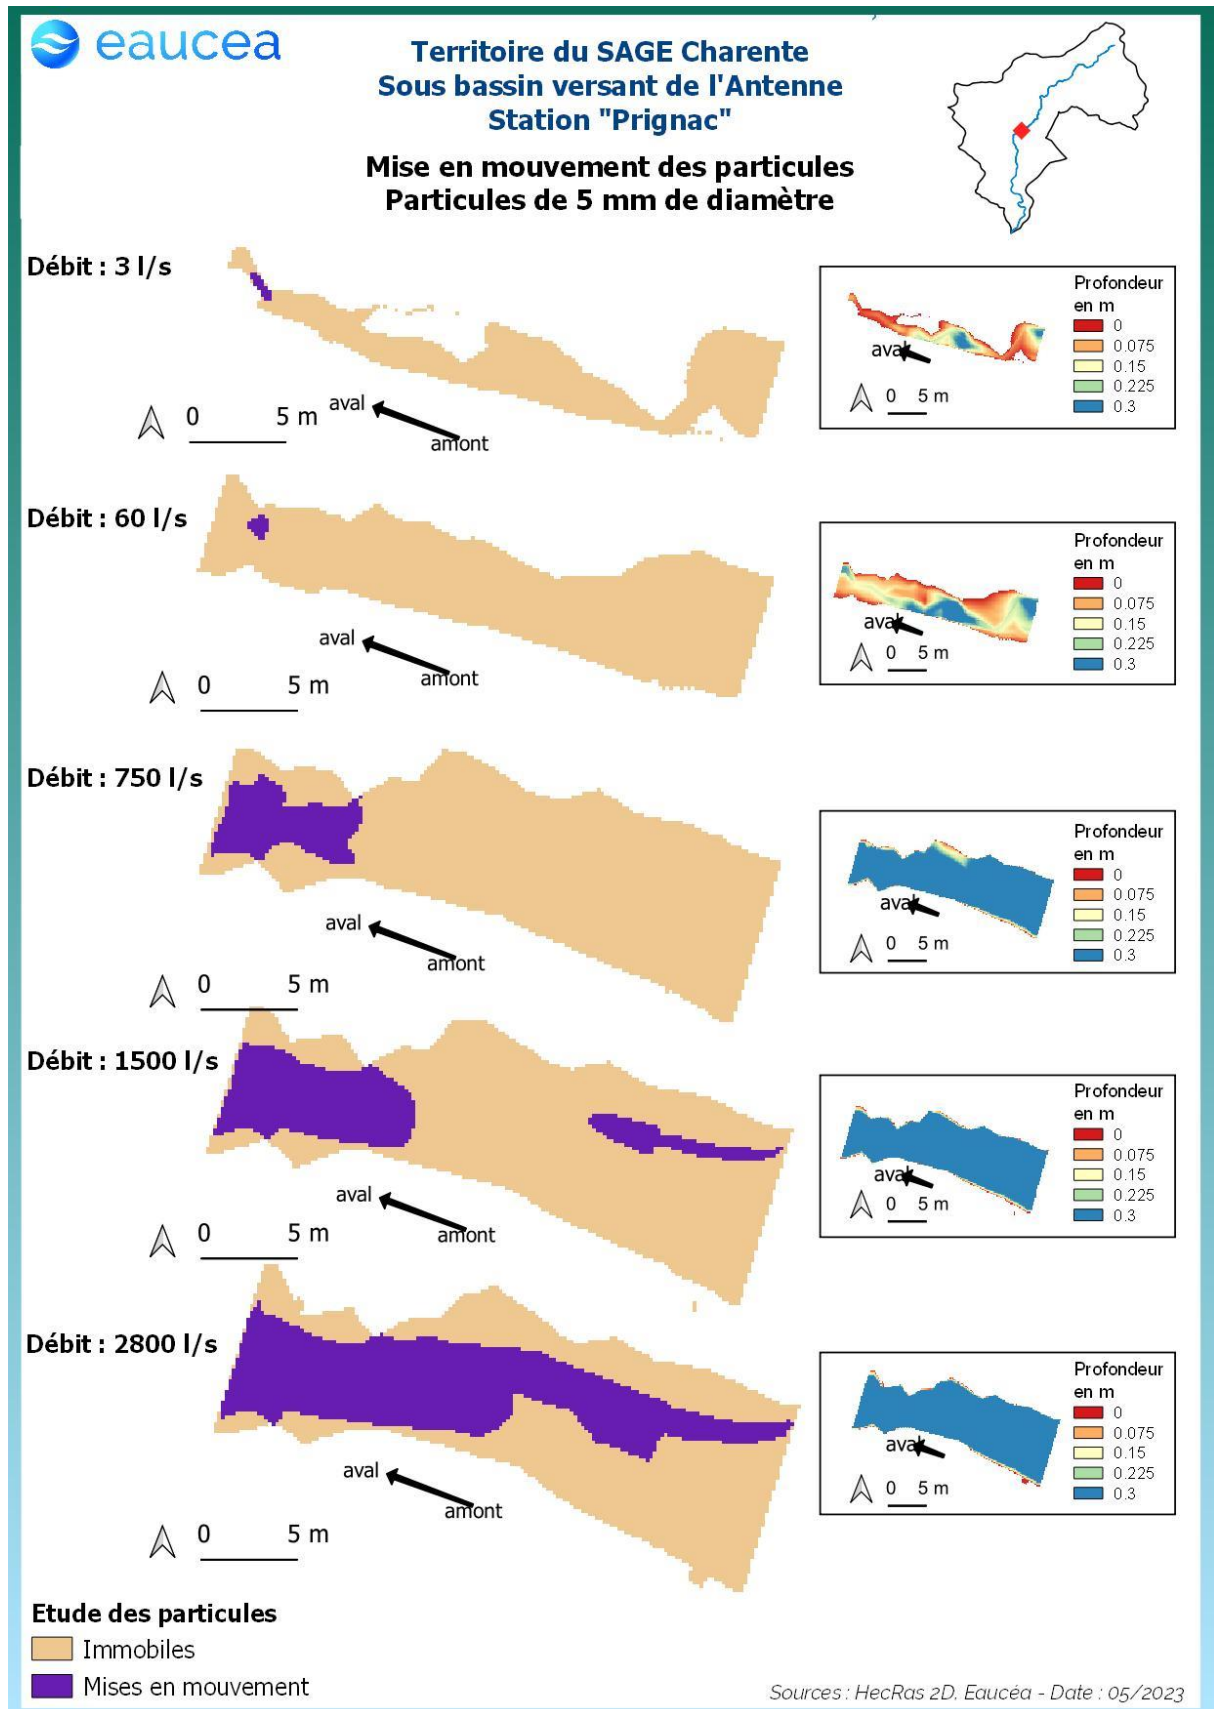 eaucea
Territoire du SAGE Charente
Sous bassin versant de l'Antenne
Station "Prignac"
Mise en mouvement des particules
Particules de 5 mm de diamètre
Débit : 3 l/s
aval
amont
0 5 m
Profondeur
en m
0
0.075
0.15
0.225
0.3
aval
0 5 m
Débit : 60 l/s
aval
amont
0 5 m
Profondeur
en m
0
0.075
0.15
0.225
0.3
aval
0 5 m
Débit : 750 l/s
aval
amont
0 5 m
Profondeur
en m
0
0.075
0.15
0.225
0.3
aval
0 5 m
Débit : 1500 l/s
aval
amont
0 5 m
Profondeur
en m
0
0.075
0.15
0.225
0.3
aval
0 5 m
Débit : 2800 l/s
aval
amont
0 5 m
Profondeur
en m
0
0.075
0.15
0.225
0.3
aval
0 5 m
Etude des particules
Immobiles
Mises en mouvement
Sources : HecRas 2D. Eaucéa - Date : 05/2023